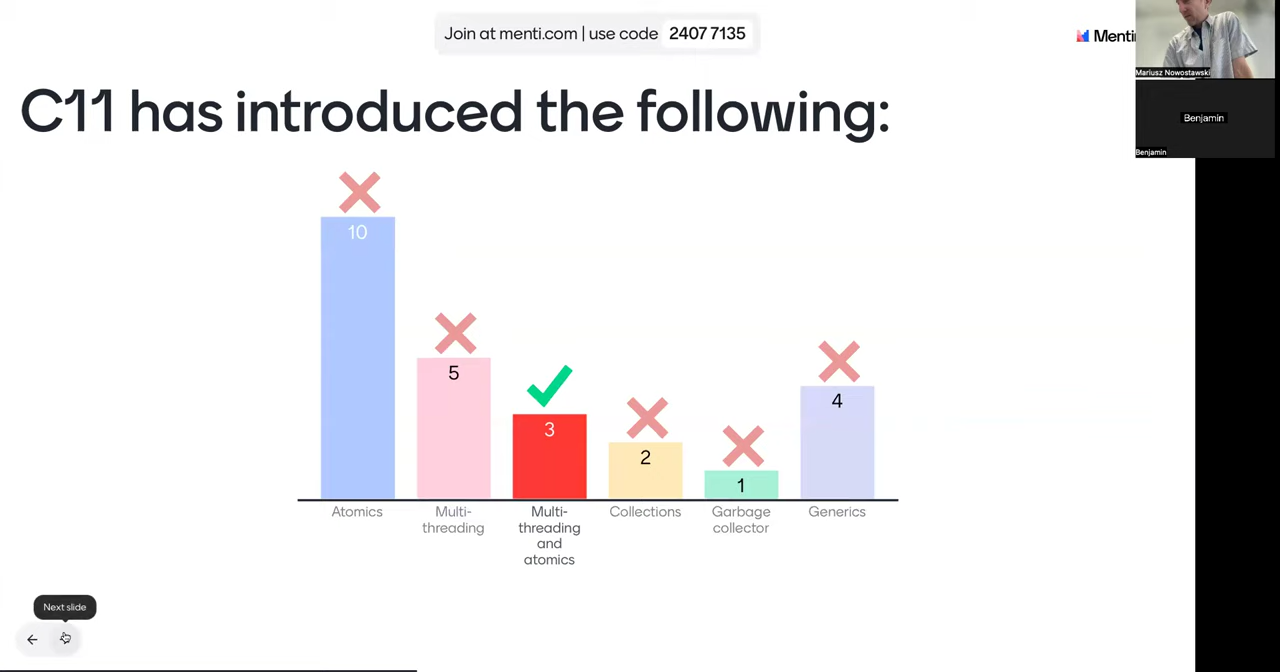 Join at menti.com | use code 2407 7135
Mariusz Nowostawski
Benjamin
Benjamin
C11 has introduced the following:
10
5
3
2
1
4
Atomics
Multi-
threading
Multi-
threading
and
atomics
Collections
Garbage
collector
Generics
Next slide